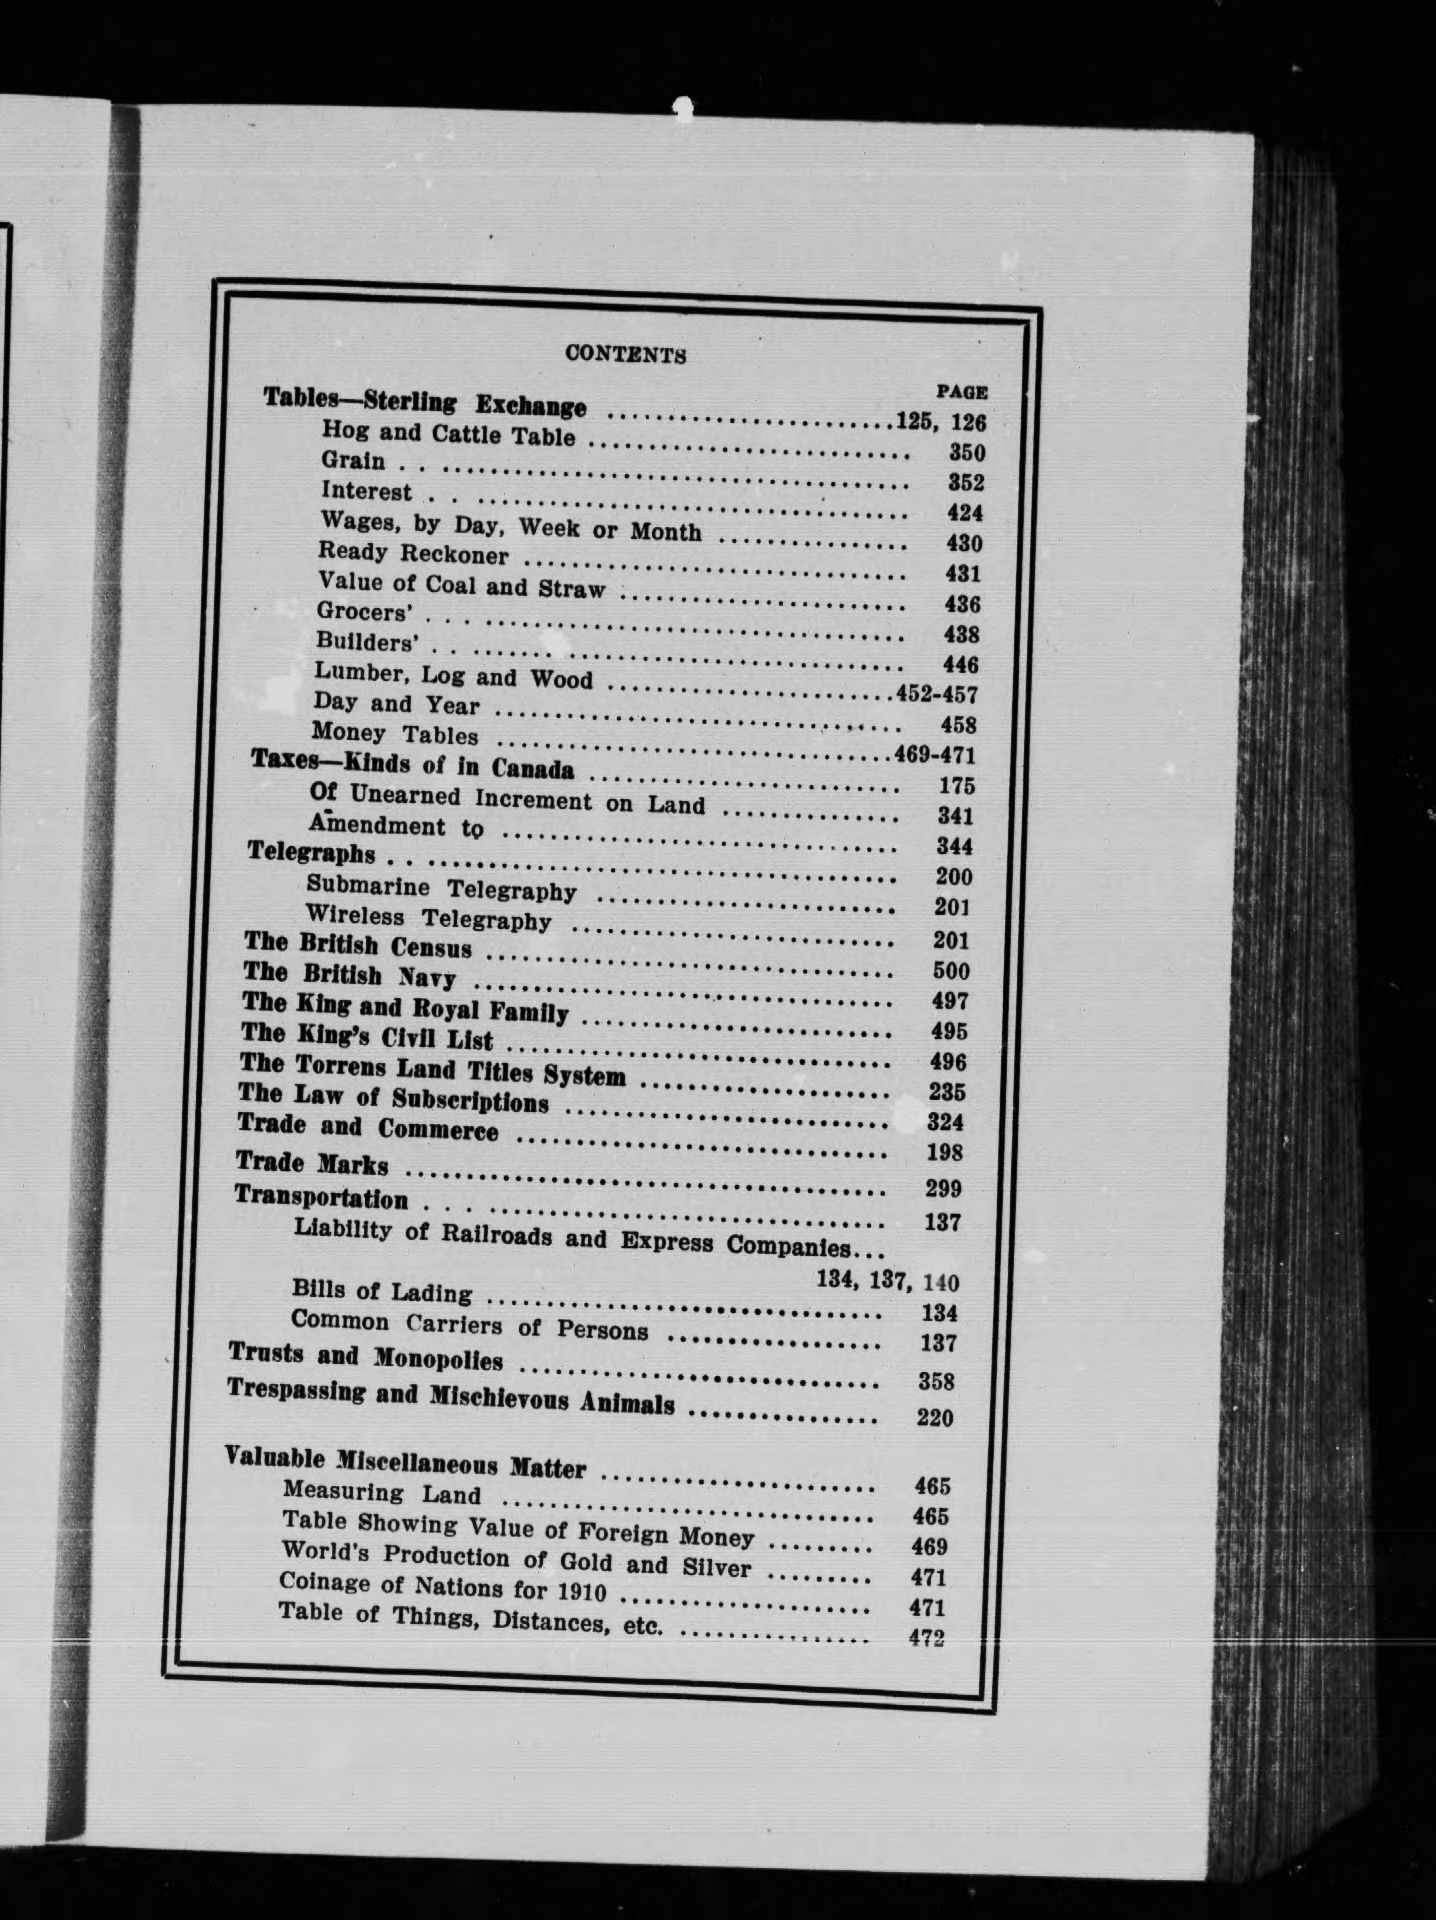 CONTENTS
PAGE
Tables—Sterling Exchange ........................125, 126
Hog and Cattle Table ........................... 350
Grain . . ....................................... 352
Interest . . .................................... 424
Wages, by Day, Week or Month ................ 430
Ready Reckoner ................................ 431
Value of Coal and Straw ........................ 436
Grocers' . . . ................................... 438
Builders' . . ....... ............................ 446
Lumber, Log and Wood ........................452-457
Day and Year .................................. 458
Money Tables .................................469-471
Taxes—Kinds of in Canada .......................... 175
Of Unearned Increment on Land ............... 341
Amendment to ................................. 344
Telegraphs . . ....................................... 200
Submarine Telegraphy ......................... 201
Wireless Telegraphy ........................... 201
The British Census .................................. 500
The British Navy ................................... 497
The King and Royal Family .......................... 495
The King's Civil List ................................ 496
The Torrens Land Titles System ..................... 235
The Law of Subscriptions ........................... 324
Trade and Commerce ............................... 198
Trade Marks ........................................ 299
Transportation . . . ................................. 137
Liability of Railroads and Express Companies...
134, 137, 140
Bills of Lading ................................. 134
Common Carriers of Persons .................. 137
Trusts and Monopolies .............................. 358
Trespassing and Mischievous Animals ................ 220
Valuable Miscellaneous Matter ....................... 465
Measuring Land ............................... 465
Table Showing Value of Foreign Money ......... 469
World's Production of Gold and Silver ......... 471
Coinage of Nations for 1910 ..................... 471
Table of Things, Distances, etc. ................ 472